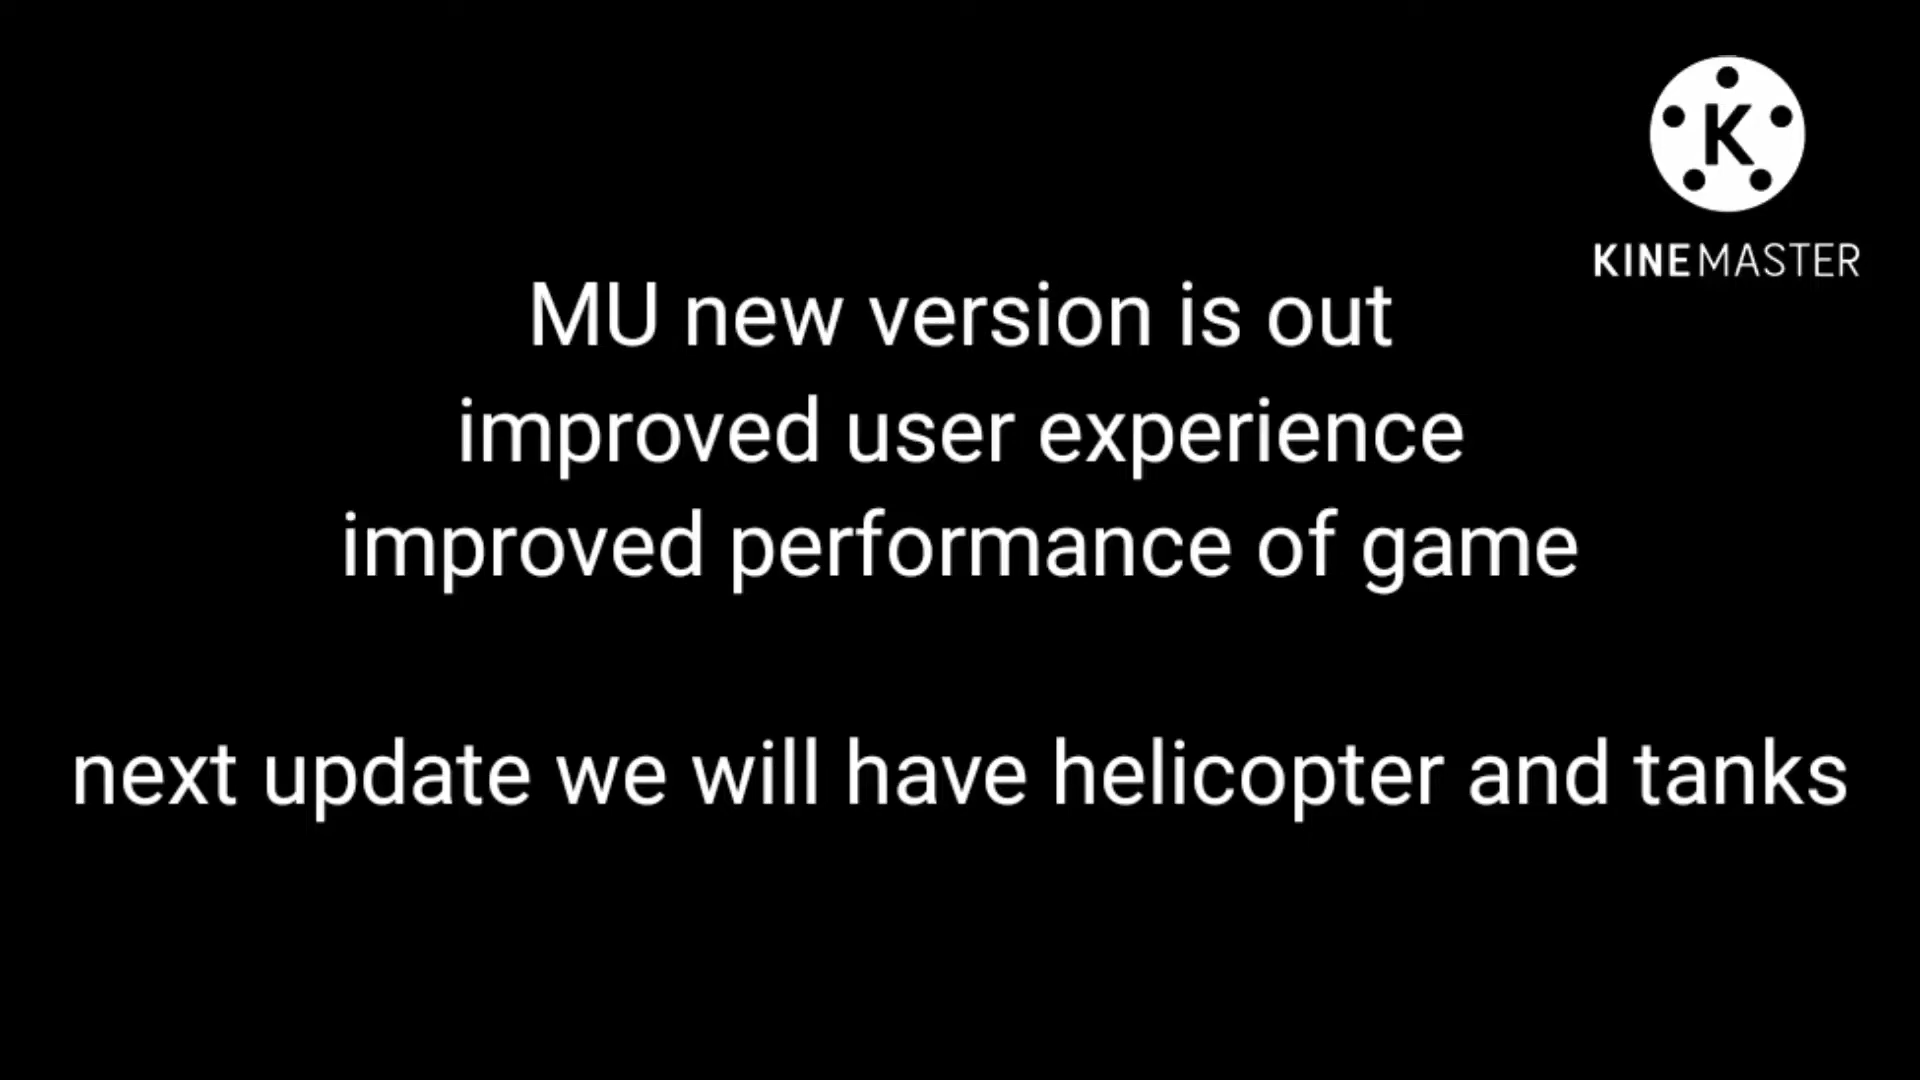 K
KINEMASTER
MU new version is out
improved user experience
improved performance of game
next update we will have helicopter and tanks